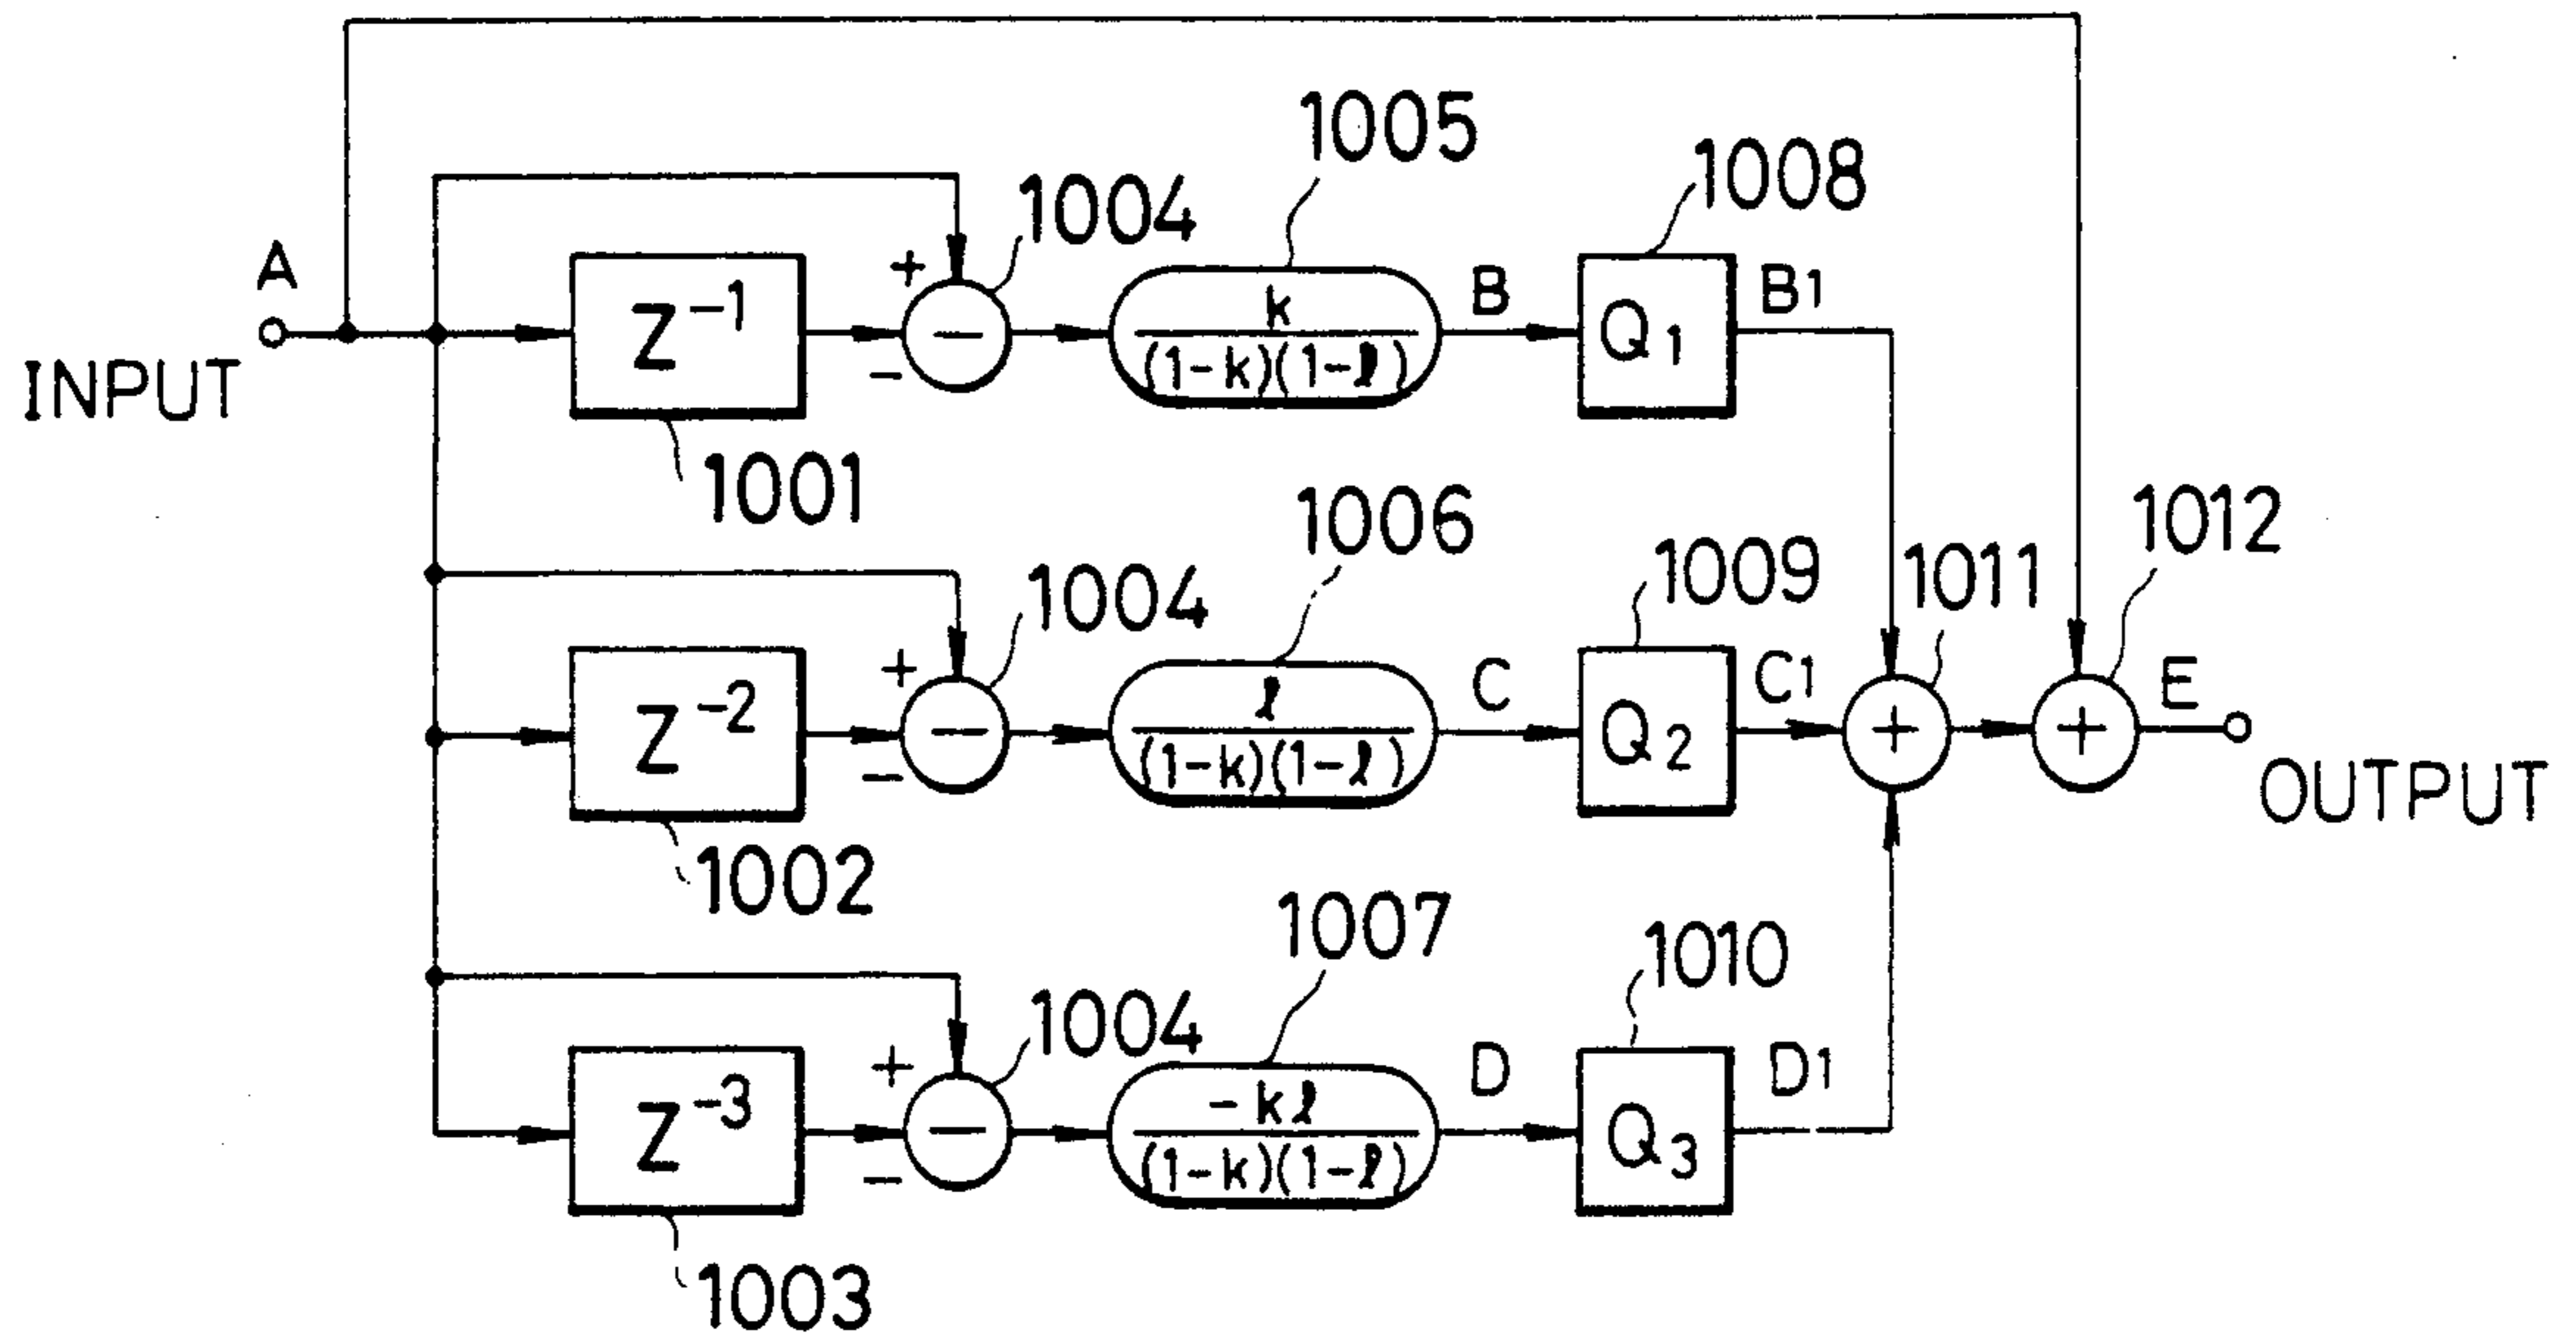 1005
1008
1004
A
INPUT
Z⁻¹
+
−
−
k
(1-k)(1-ℓ)
B
Q₁
B1
1001
1006
1012
1009
1011
1004
Z⁻²
+
−
−
ℓ
(1-k)(1-ℓ)
C
Q₂
C1
+
+
E
OUTPUT
1002
1007
1010
1004
Z⁻³
+
−
−
-kℓ
(1-k)(1-ℓ)
D
Q₃
D1
1003